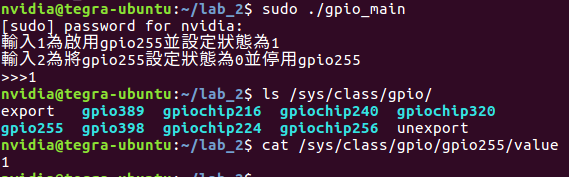 nvidia@tegra-ubuntu:~/lab_2$ sudo ./gpio_main
[sudo] password for nvidia:
輸入1為啟用gpio255並設定狀態為1
輸入2為將gpio255設定狀態為0並停用gpio255
>>>1
nvidia@tegra-ubuntu:~/lab_2$ ls /sys/class/gpio/
export gpio389 gpiochip216 gpiochip240 gpiochip320
gpio255 gpio398 gpiochip224 gpiochip256 unexport
nvidia@tegra-ubuntu:~/lab_2$ cat /sys/class/gpio/gpio255/value
1